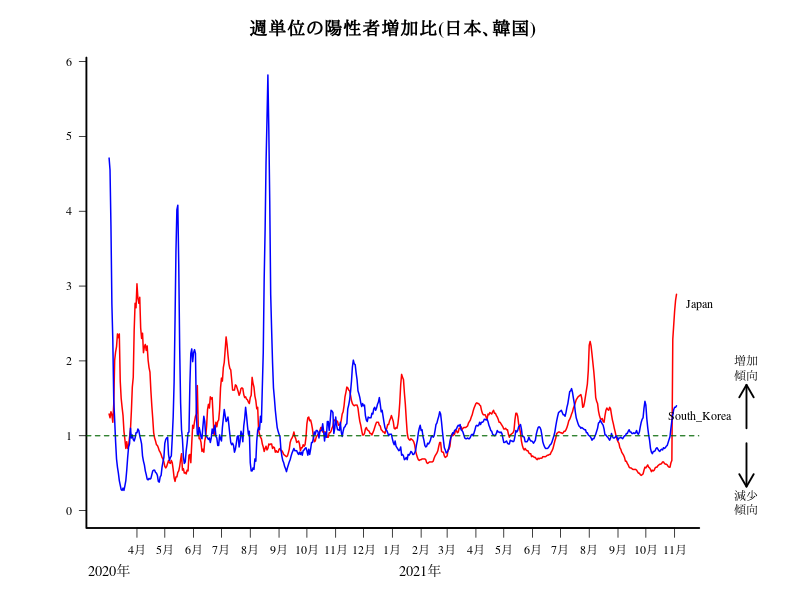 週単位の陽性者増加比(日本、韓国)
6
5
4
3
2
1
0
Japan
South_Korea
増加
傾向
減少
傾向
4月 5月 6月 7月 8月 9月 10月 11月 12月 1月 2月 3月 4月 5月 6月 7月 8月 9月 10月 11月
2020年 2021年